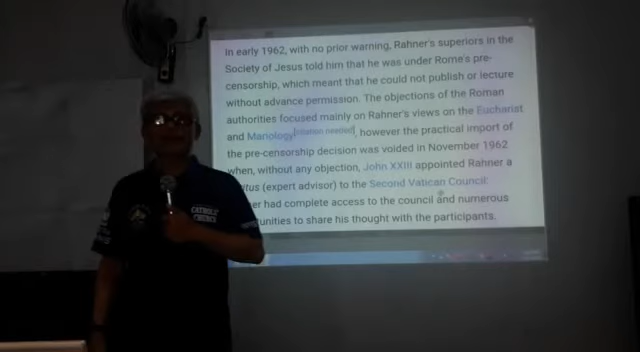 In early 1962, with no prior warning, Rahner's superiors in the
Society of Jesus told him that he was under Rome's pre-
censorship, which meant that he could not publish or lecture
without advance permission. The objections of the Roman
authorities focused mainly on Rahner's views on the Eucharist
and Mariology[citation needed], however the practical import of
the pre-censorship decision was voided in November 1962
when, without any objection, John XXIII appointed Rahner a
itus (expert advisor) to the Second Vatican Council:
er had complete access to the council and numerous
unities to share his thought with the participants.
CATHOLIC
CHURCH